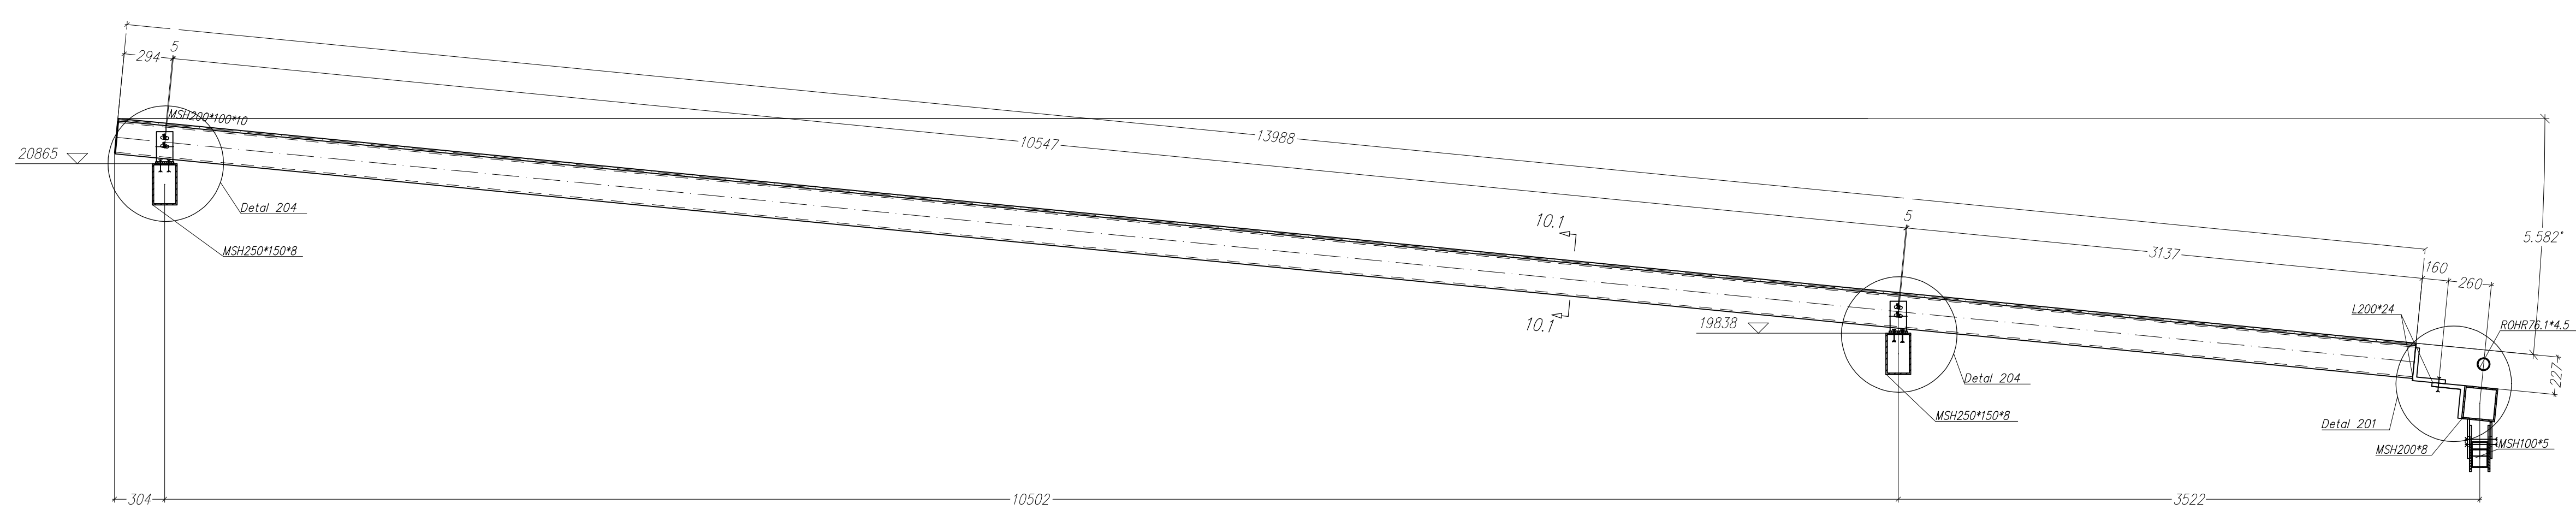 5
294
MSH200*100*10
13988
10547
20865
Detal 204
MSH250*150*8
10.1
5
5.582°
3137
160
260
L200*24
ROHR76.1*4.5
10.1
19838
227
Detal 204
MSH250*150*8
Detal 201
MSH200*8
MSH100*5
304
10502
3522